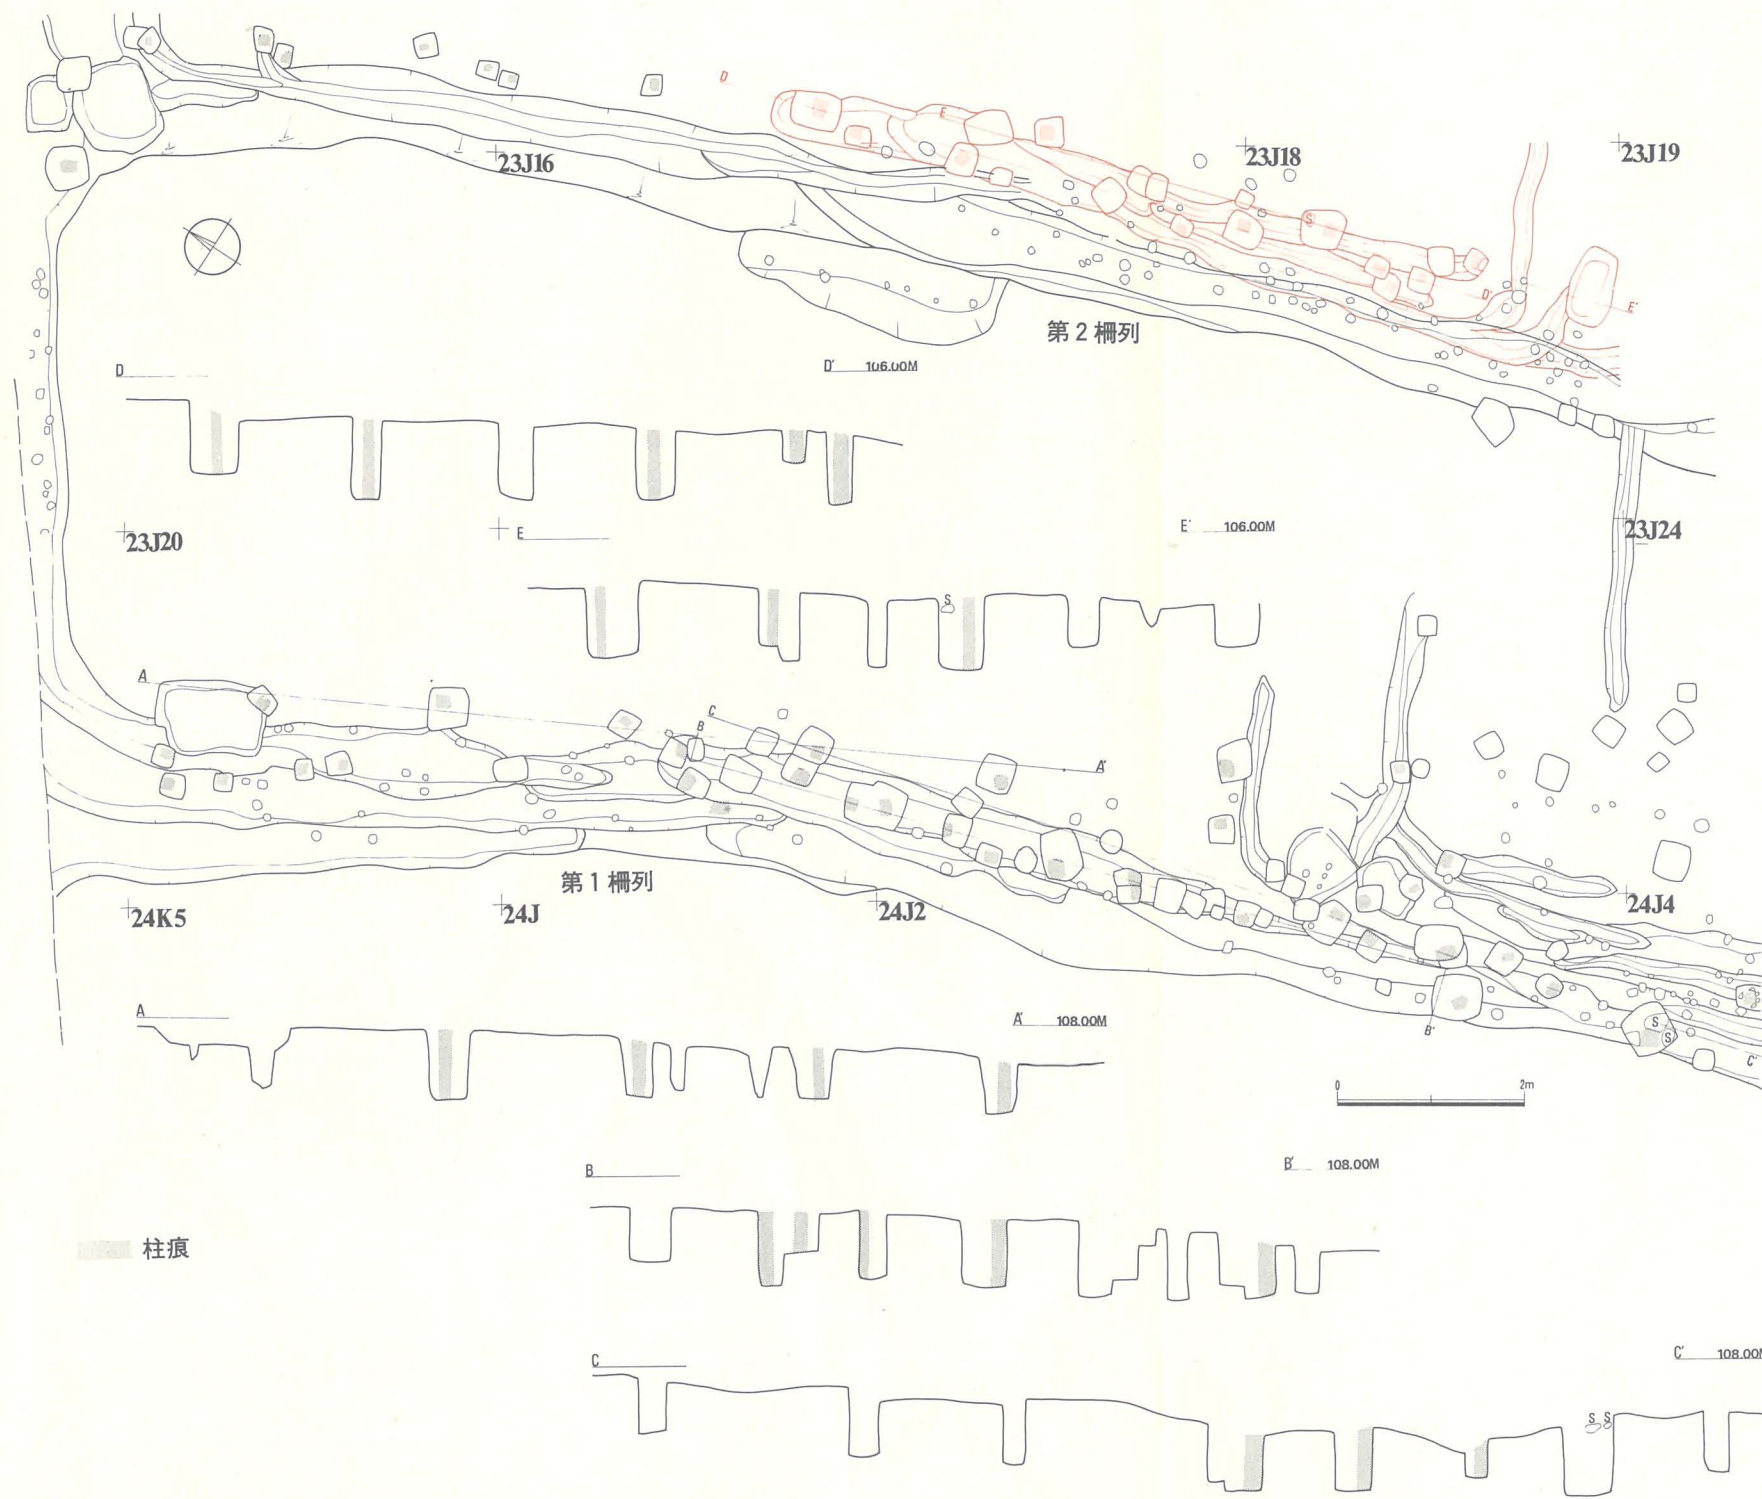 D
E
23J16
23J18
23J19
S
D'
E'
第2柵列
D
D' 106.00M
23J20
E
E' 106.00M
23J24
S
A
B
C
A'
第1柵列
24K5
24J
24J2
24J4
S
S
B'
C'
A
A' 108.00M
0 2m
B
B' 108.00M
柱痕
C
C' 108.00M
S S